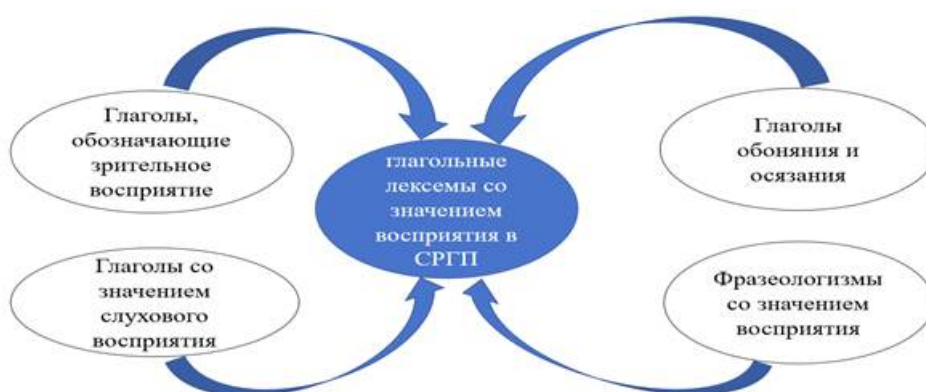 Глаголы,
обозначающие
зрительное
восприятие
Глаголы
обоняния и
осязания
глагольные
лексемы со
значением
восприятия в
СРГП
Глаголы со
значением
слухового
восприятия
Фразеологизмы
со значением
восприятия